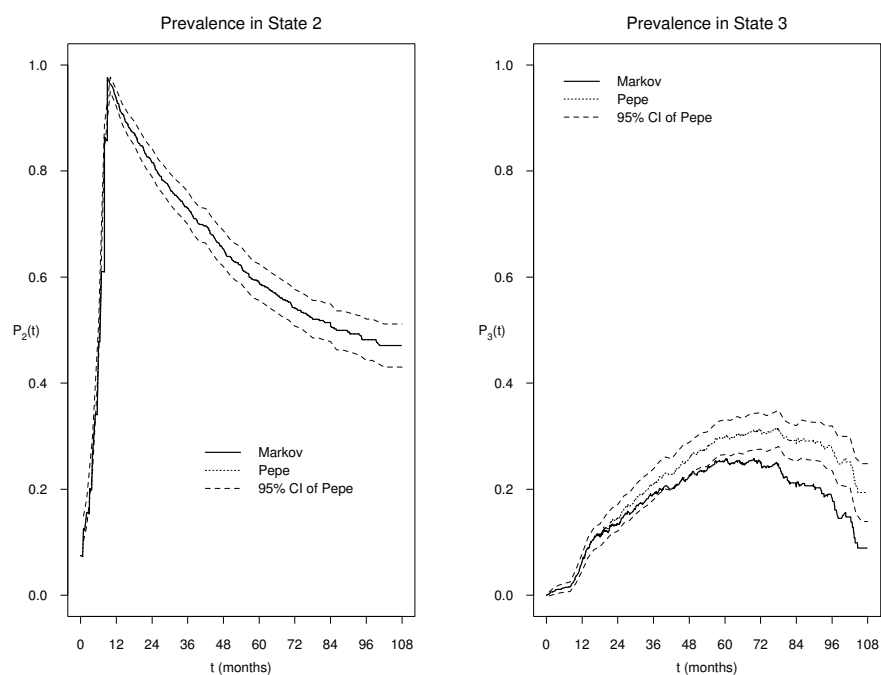 Prevalence in State 2
1.0
0.8
0.6
P2(t)
0.4
0.2
0.0
Markov
Pepe
95% CI of Pepe
0 12 24 36 48 60 72 84 96 108
t (months)
Prevalence in State 3
1.0
0.8
0.6
P3(t)
0.4
0.2
0.0
Markov
Pepe
95% CI of Pepe
0 12 24 36 48 60 72 84 96 108
t (months)